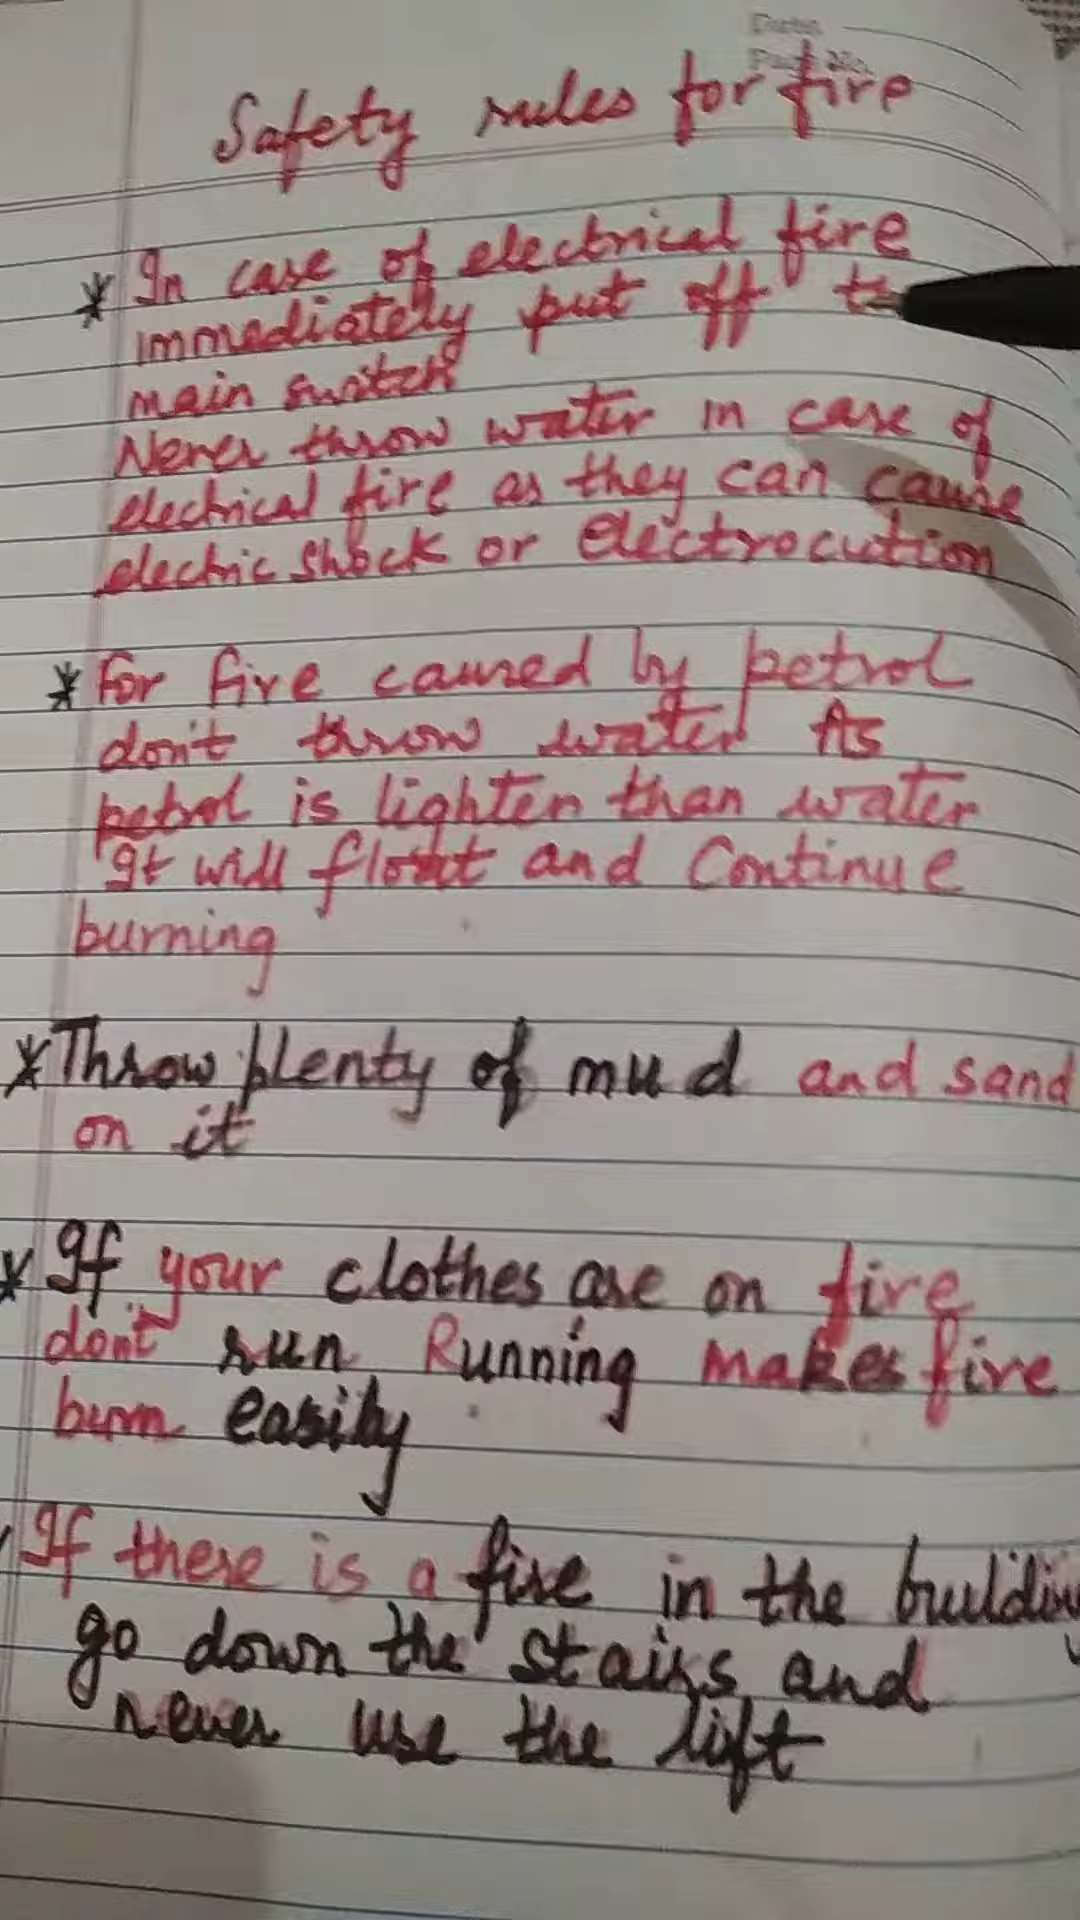 Date
Page No.
Safety rules for fire
* In case of electrical fire
immediately put off
main switch
Never throw water in case of
electrical fire as they can cause
electric shock or electrocution
* For fire caused by petrol
don't throw water As
petrol is lighter than water
It will float and Continue
burning
* Throw plenty of mud and sand
on it
* If your clothes are on fire
don't run Running makes fire
burn easily
If there is a fire in the building
go down the stairs and
never use the lift